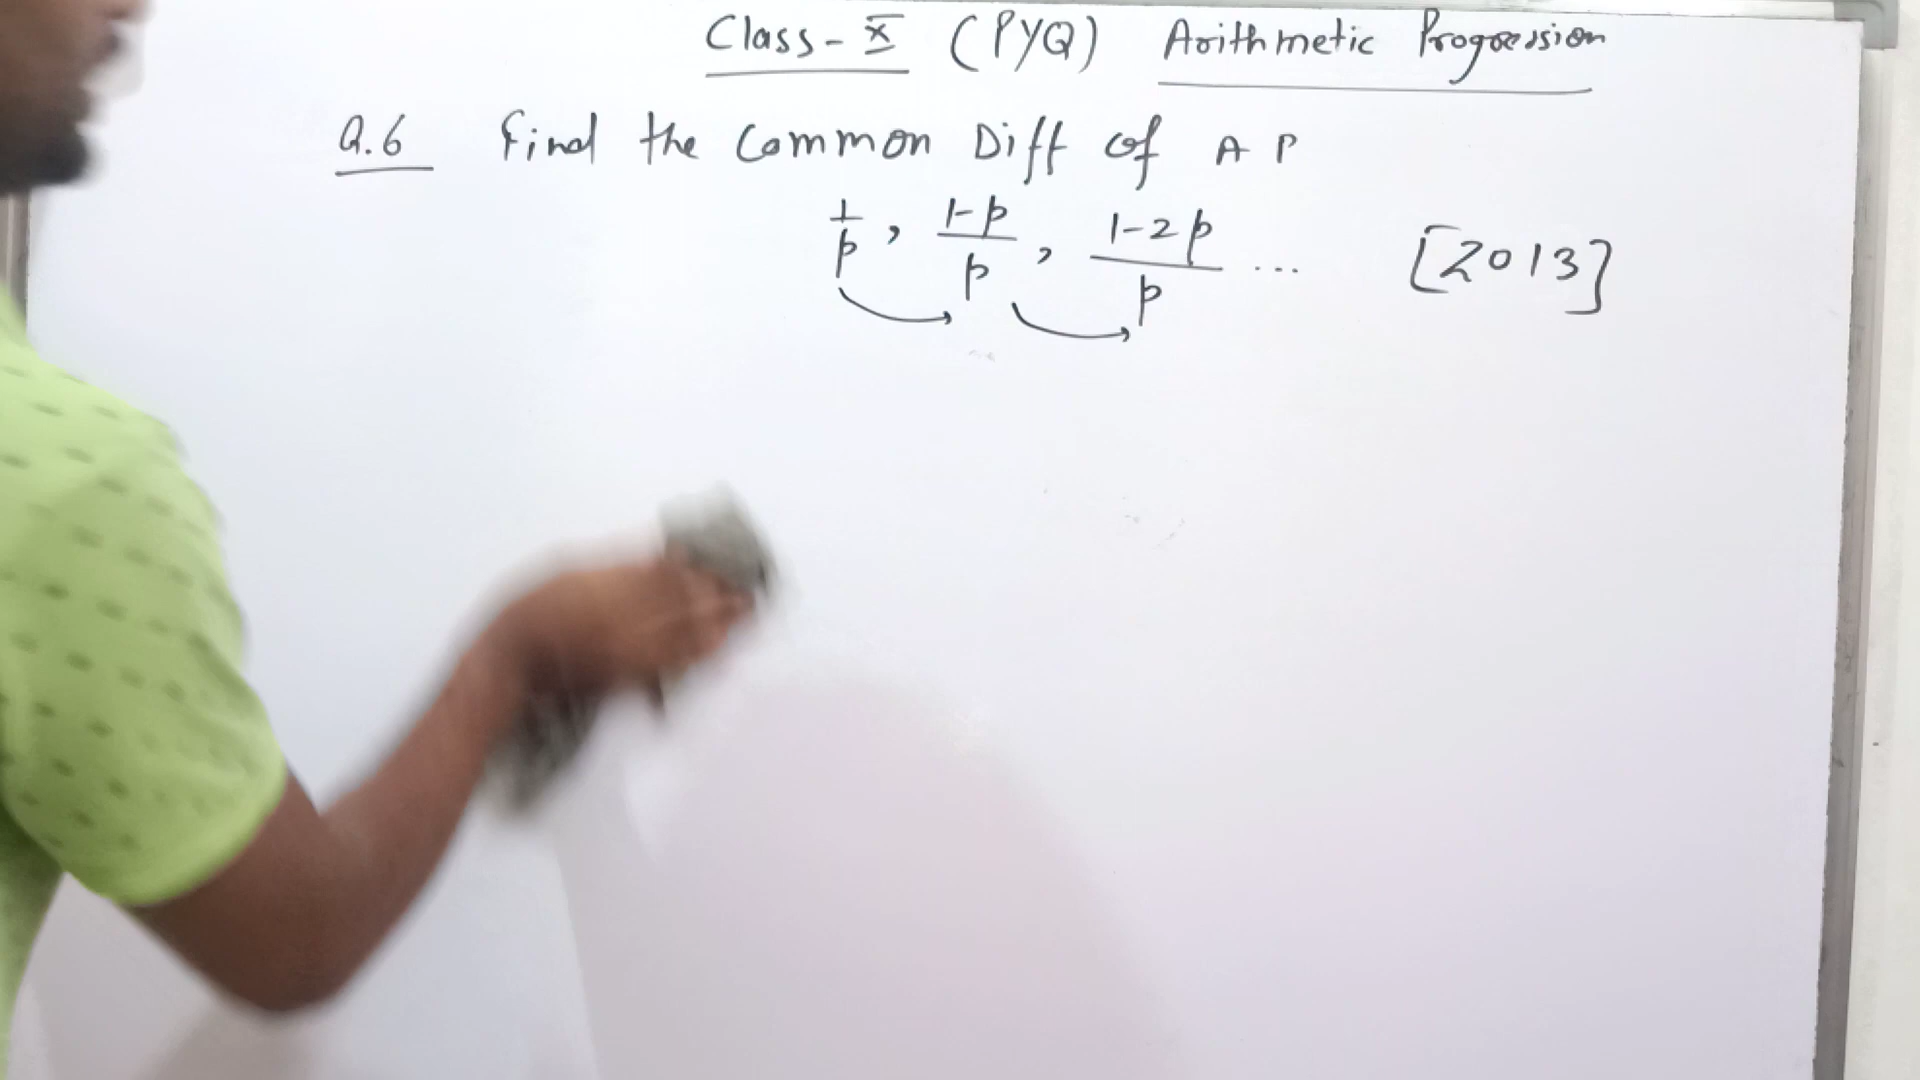 Class-X (PYQ) Arithmetic Progression
Q.6 Find the Common Diff of A P
1/p, 1-p/p, 1-2p/p ... [2013]